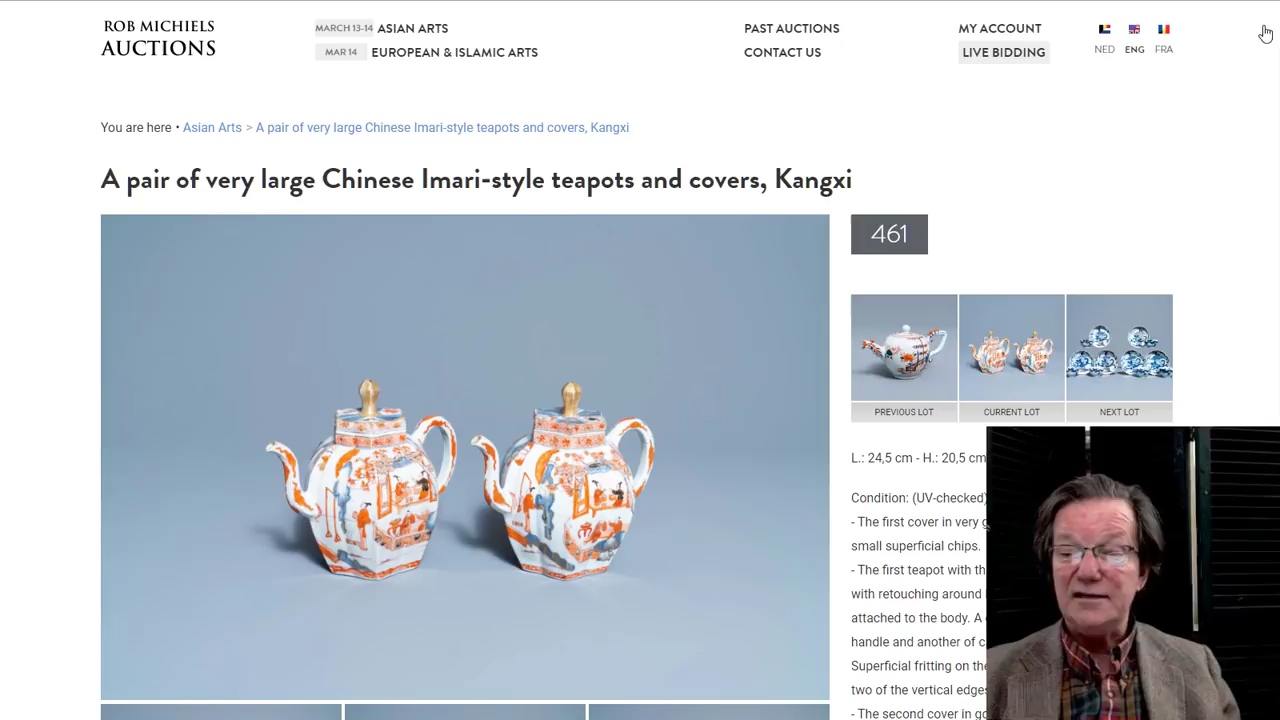 ROB MICHIELS
AUCTIONS
MARCH 13-14 ASIAN ARTS
MAR 14 EUROPEAN & ISLAMIC ARTS
PAST AUCTIONS
CONTACT US
MY ACCOUNT
LIVE BIDDING
NED ENG FRA
You are here • Asian Arts > A pair of very large Chinese Imari-style teapots and covers, Kangxi
A pair of very large Chinese Imari-style teapots and covers, Kangxi
461
PREVIOUS LOT CURRENT LOT NEXT LOT
L.: 24,5 cm - H.: 20,5 cm
Condition: (UV-checked)
- The first cover in very
small superficial chips.
- The first teapot with
with retouching around
attached to the body. A
handle and another of
Superficial fritting on the
two of the vertical edges
- The second cover in